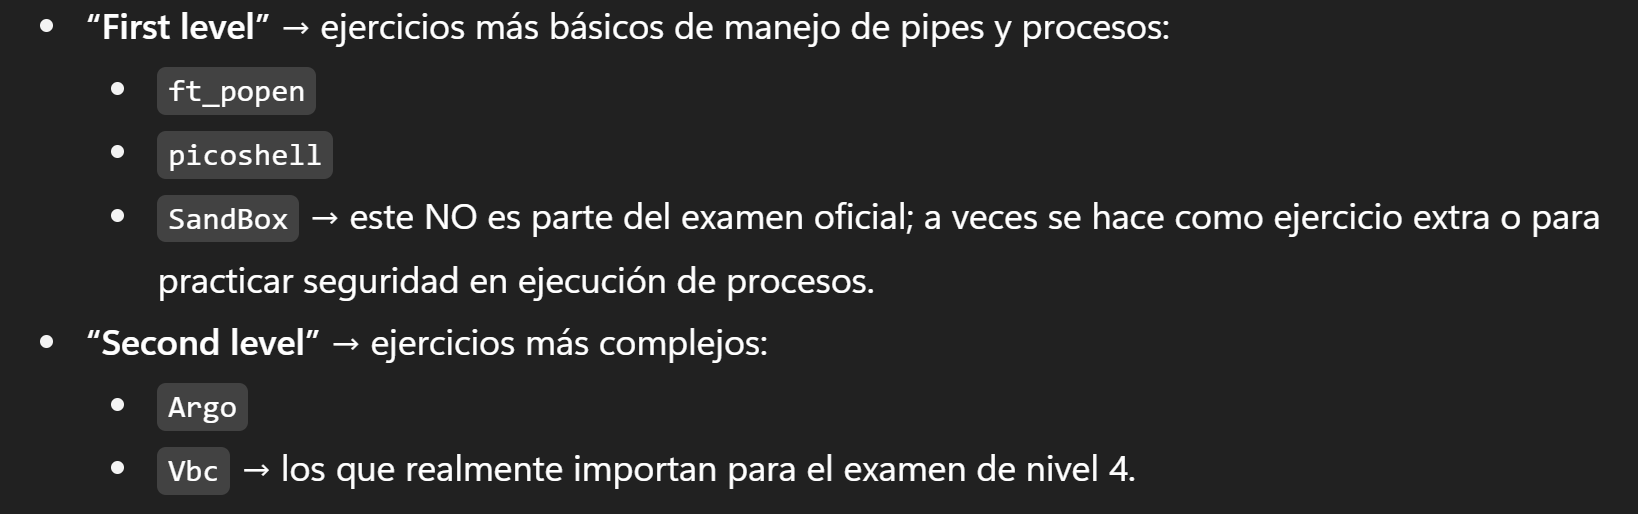 • “First level” → ejercicios más básicos de manejo de pipes y procesos:
• ft_popen
• picoshell
• SandBox → este NO es parte del examen oficial; a veces se hace como ejercicio extra o para
practicar seguridad en ejecución de procesos.
• “Second level” → ejercicios más complejos:
• Argo
• Vbc → los que realmente importan para el examen de nivel 4.